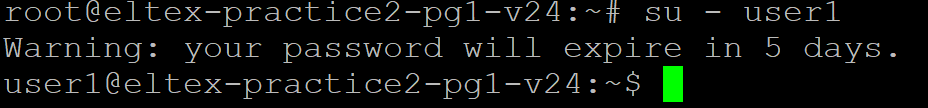 root@eltex-practice2-pg1-v24:~# su - user1
Warning: your password will expire in 5 days.
user1@eltex-practice2-pg1-v24:~$